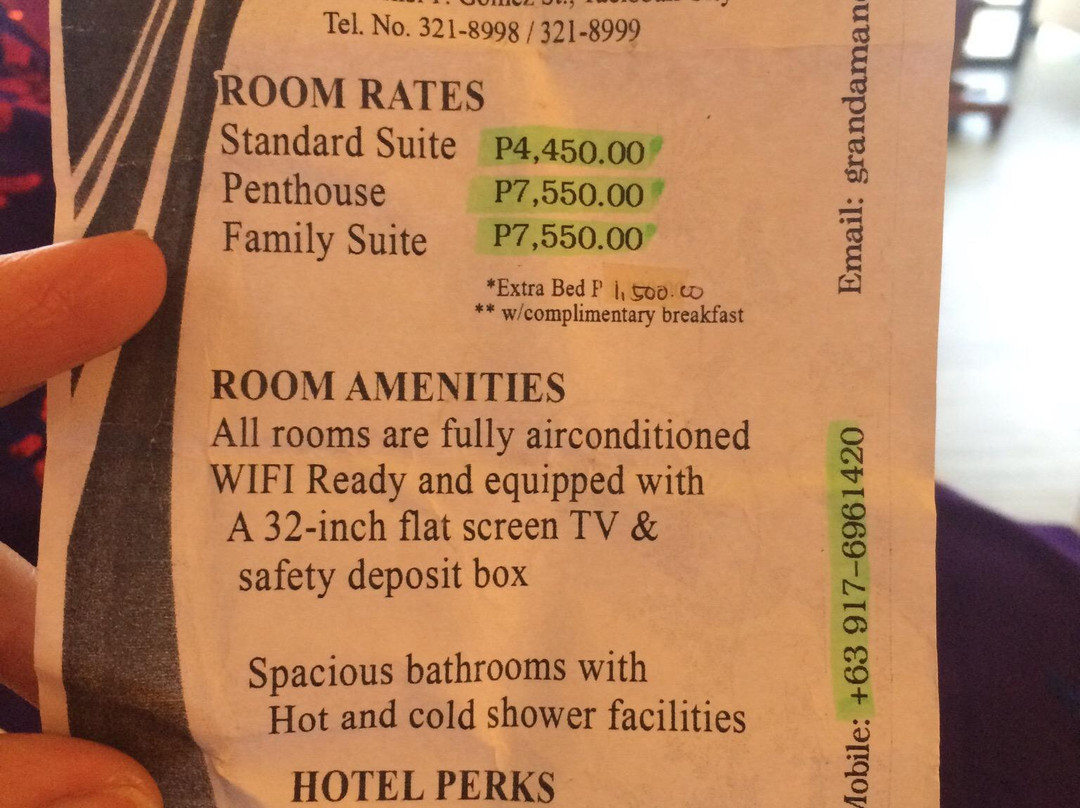 Tel. No. 321-8998 / 321-8999
ROOM RATES
Standard Suite P4,450.00
Penthouse P7,550.00
Family Suite P7,550.00
*Extra Bed P 1,500.00
** w/complimentary breakfast
ROOM AMENITIES
All rooms are fully airconditioned
WIFI Ready and equipped with
A 32-inch flat screen TV &
safety deposit box
Spacious bathrooms with
Hot and cold shower facilities
HOTEL PERKS
Mobile: +63 917-6961420
Email: